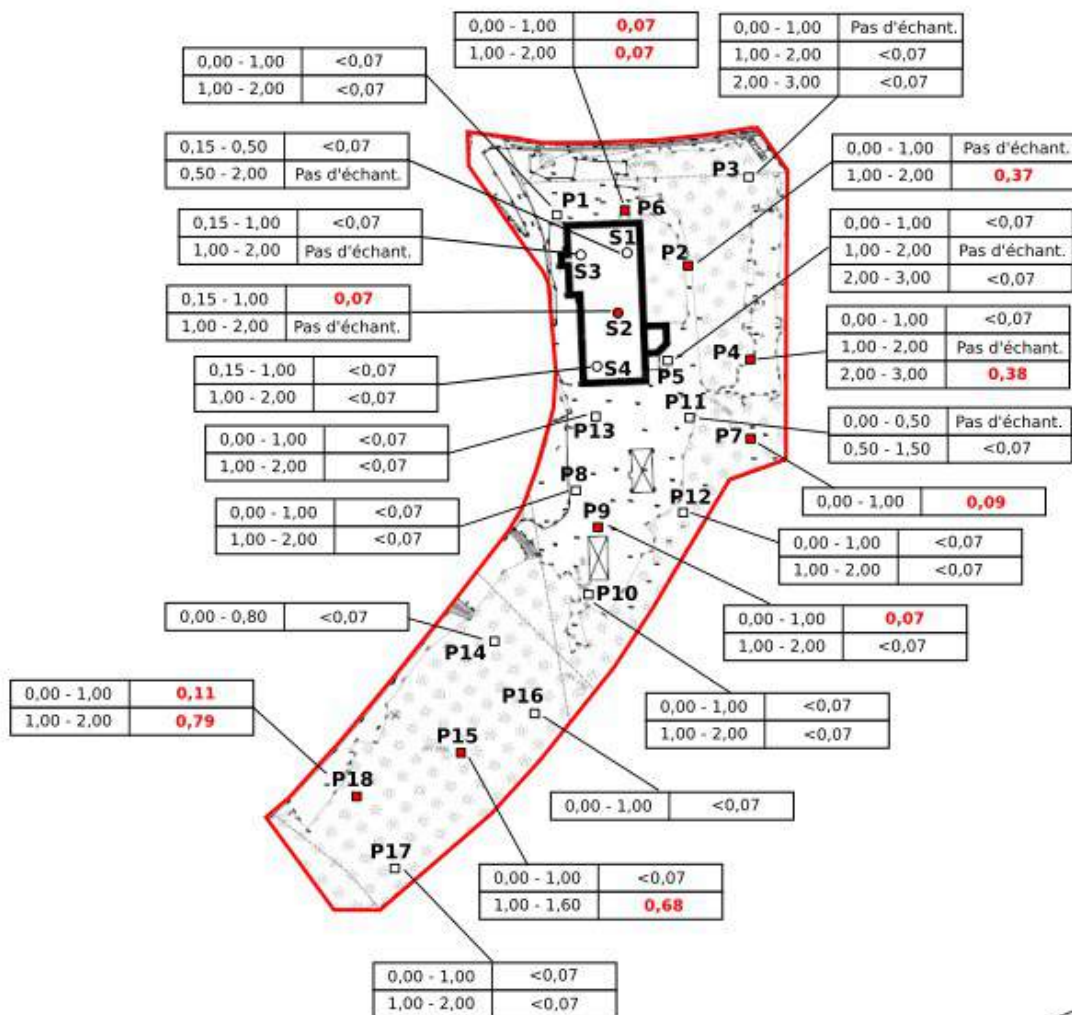 0,00 - 1,00 0,07
1,00 - 2,00 0,07
0,00 - 1,00 Pas d'échant.
1,00 - 2,00 <0,07
2,00 - 3,00 <0,07
0,00 - 1,00 <0,07
1,00 - 2,00 <0,07
0,15 - 0,50 <0,07
0,50 - 2,00 Pas d'échant.
0,00 - 1,00 Pas d'échant.
1,00 - 2,00 0,37
0,15 - 1,00 <0,07
1,00 - 2,00 Pas d'échant.
0,00 - 1,00 <0,07
1,00 - 2,00 Pas d'échant.
2,00 - 3,00 <0,07
0,15 - 1,00 0,07
1,00 - 2,00 Pas d'échant.
0,00 - 1,00 <0,07
1,00 - 2,00 Pas d'échant.
2,00 - 3,00 0,38
0,15 - 1,00 <0,07
1,00 - 2,00 <0,07
0,00 - 0,50 Pas d'échant.
0,50 - 1,50 <0,07
0,00 - 1,00 <0,07
1,00 - 2,00 <0,07
0,00 - 1,00 0,09
0,00 - 1,00 <0,07
1,00 - 2,00 <0,07
0,00 - 1,00 <0,07
1,00 - 2,00 <0,07
0,00 - 0,80 <0,07
0,00 - 1,00 0,07
1,00 - 2,00 <0,07
0,00 - 1,00 0,11
1,00 - 2,00 0,79
0,00 - 1,00 <0,07
1,00 - 2,00 <0,07
0,00 - 1,00 <0,07
0,00 - 1,00 <0,07
1,00 - 1,60 0,68
0,00 - 1,00 <0,07
1,00 - 2,00 <0,07
P3
P1
P6
S1
S3
P2
S2
P4
S4
P5
P13
P11
P7
P8
P12
P9
P10
P14
P16
P15
P18
P17